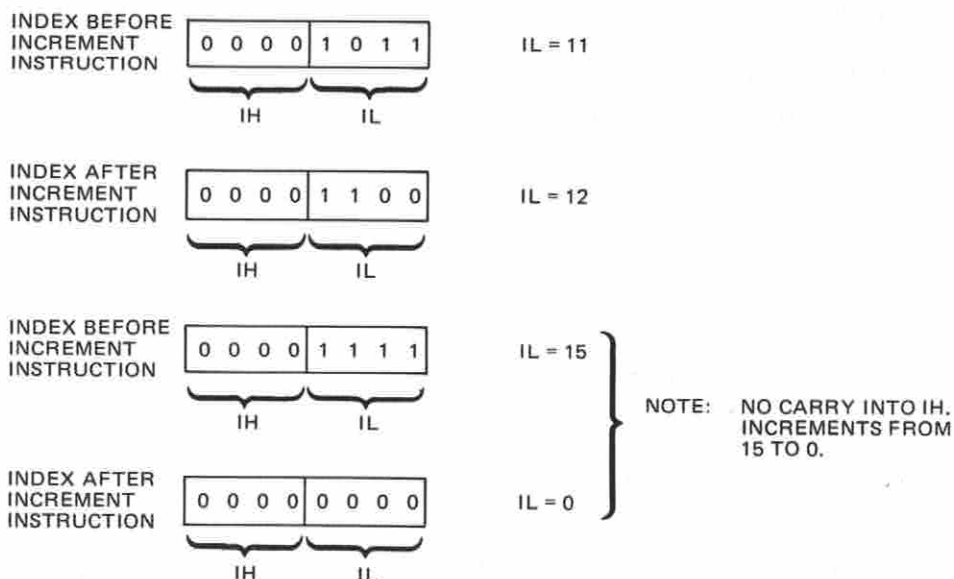 INDEX BEFORE
INCREMENT
INSTRUCTION
0 0 0 0 1 0 1 1
IL = 11
IH IL
INDEX AFTER
INCREMENT
INSTRUCTION
0 0 0 0 1 1 0 0
IL = 12
IH IL
INDEX BEFORE
INCREMENT
INSTRUCTION
0 0 0 0 1 1 1 1
IL = 15
IH IL
NOTE: NO CARRY INTO IH.
INCREMENTS FROM
15 TO 0.
INDEX AFTER
INCREMENT
INSTRUCTION
0 0 0 0 0 0 0 0
IL = 0
IH IL